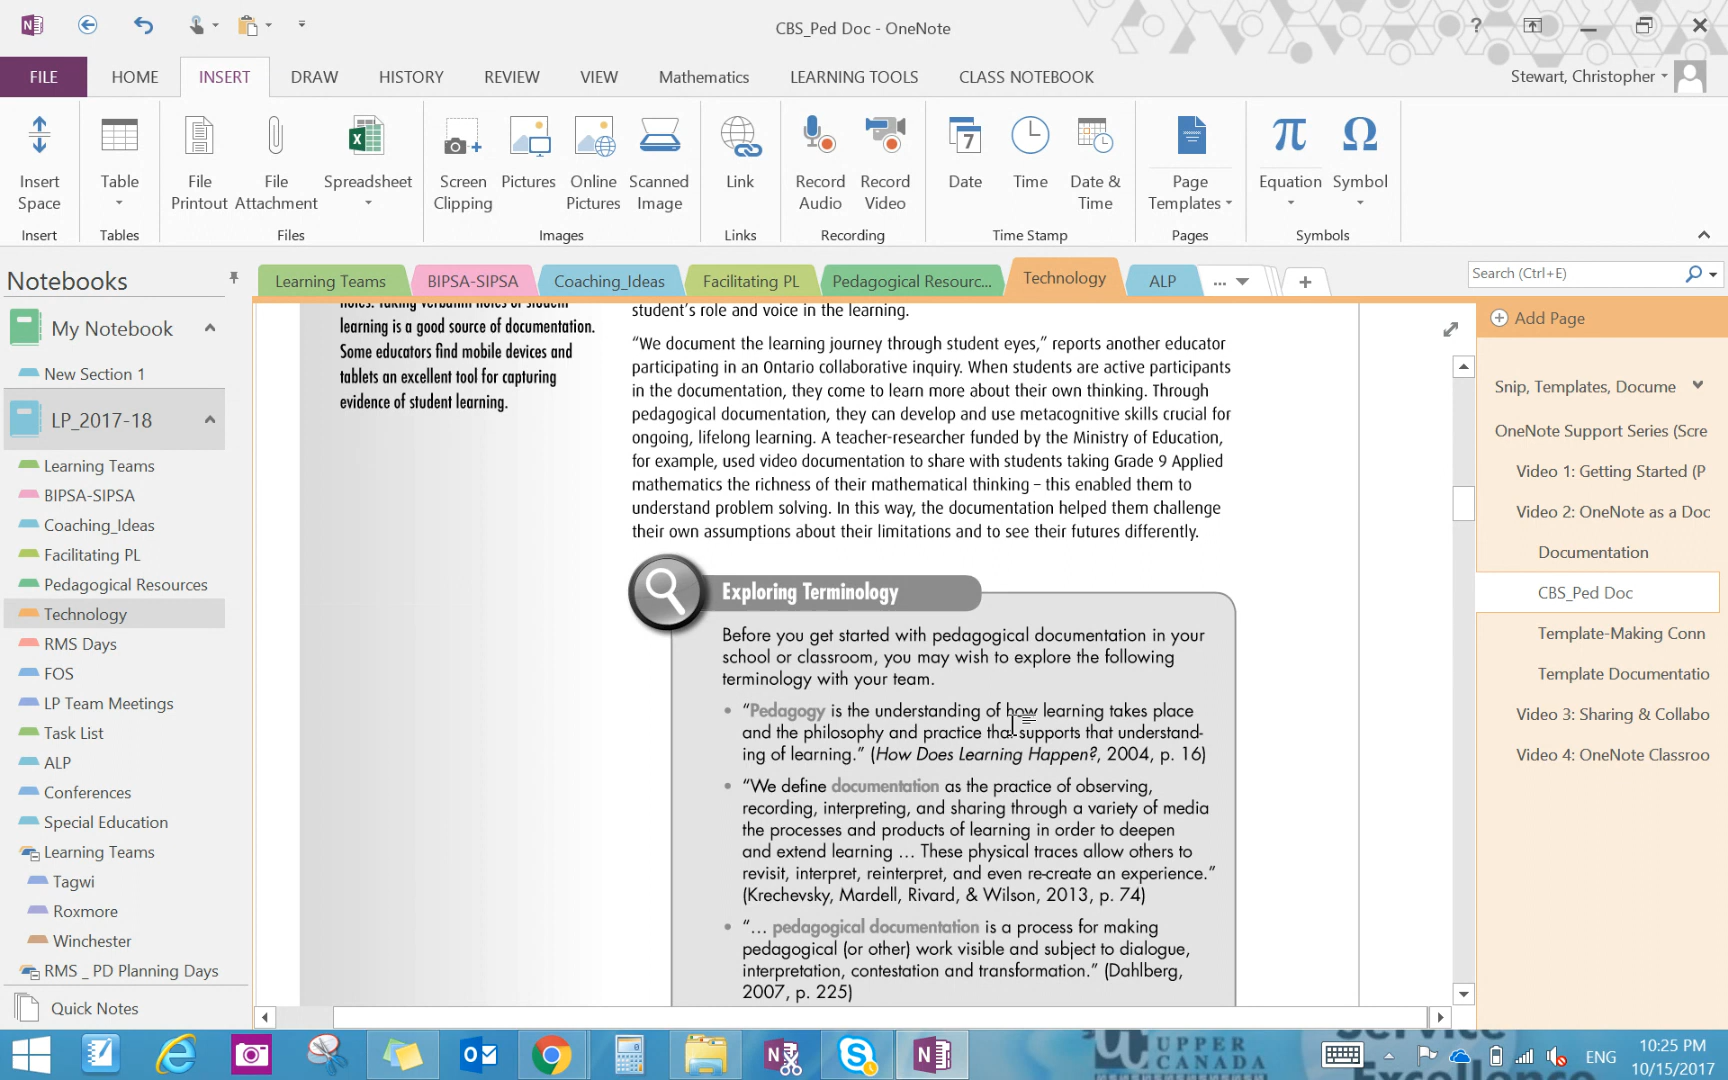 CBS_Ped Doc - OneNote
?
FILE
HOME
INSERT
DRAW
HISTORY
REVIEW
VIEW
Mathematics
LEARNING TOOLS
CLASS NOTEBOOK
Stewart, Christopher
Insert
Space
Table
File
Printout
File
Attachment
Spreadsheet
Screen
Clipping
Pictures
Online
Pictures
Scanned
Image
Link
Record
Audio
Record
Video
7
Date
Time
Date &
Time
Page
Templates
π
Equation
Ω
Symbol
Insert
Tables
Files
Images
Links
Recording
Time Stamp
Pages
Symbols
Notebooks
Learning Teams
BIPSA-SIPSA
Coaching_Ideas
Facilitating PL
Pedagogical Resourc...
Technology
ALP
...
Search (Ctrl+E)
My Notebook
New Section 1
LP_2017-18
Learning Teams
BIPSA-SIPSA
Coaching_Ideas
Facilitating PL
Pedagogical Resources
Technology
RMS Days
FOS
LP Team Meetings
Task List
ALP
Conferences
Special Education
Learning Teams
Tagwi
Roxmore
Winchester
RMS _ PD Planning Days
Quick Notes
notes. Taking verbatim notes of student
learning is a good source of documentation.
Some educators find mobile devices and
tablets an excellent tool for capturing
evidence of student learning.
student's role and voice in the learning.
“We document the learning journey through student eyes,” reports another educator
participating in an Ontario collaborative inquiry. When students are active participants
in the documentation, they come to learn more about their own thinking. Through
pedagogical documentation, they can develop and use metacognitive skills crucial for
ongoing, lifelong learning. A teacher-researcher funded by the Ministry of Education,
for example, used video documentation to share with students taking Grade 9 Applied
mathematics the richness of their mathematical thinking – this enabled them to
understand problem solving. In this way, the documentation helped them challenge
their own assumptions about their limitations and to see their futures differently.
Exploring Terminology
Before you get started with pedagogical documentation in your
school or classroom, you may wish to explore the following
terminology with your team.
• “Pedagogy is the understanding of how learning takes place
and the philosophy and practice that supports that understand-
ing of learning.” (How Does Learning Happen?, 2004, p. 16)
• “We define documentation as the practice of observing,
recording, interpreting, and sharing through a variety of media
the processes and products of learning in order to deepen
and extend learning … These physical traces allow others to
revisit, interpret, reinterpret, and even re-create an experience.”
(Krechevsky, Mardell, Rivard, & Wilson, 2013, p. 74)
• “… pedagogical documentation is a process for making
pedagogical (or other) work visible and subject to dialogue,
interpretation, contestation and transformation.” (Dahlberg,
2007, p. 225)
Add Page
Snip, Templates, Docume
OneNote Support Series (Scre
Video 1: Getting Started (P
Video 2: OneNote as a Doc
Documentation
CBS_Ped Doc
Template-Making Conn
Template Documentatio
Video 3: Sharing & Collabo
Video 4: OneNote Classroo
UPPER
CANADA
Service
Excellence
ENG
10:25 PM
10/15/2017